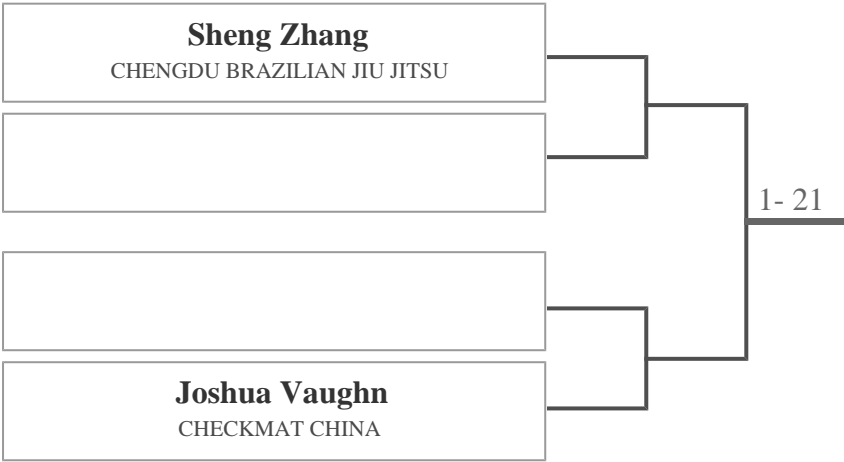 Sheng Zhang
CHENGDU BRAZILIAN JIU JITSU
1- 21
Joshua Vaughn
CHECKMAT CHINA